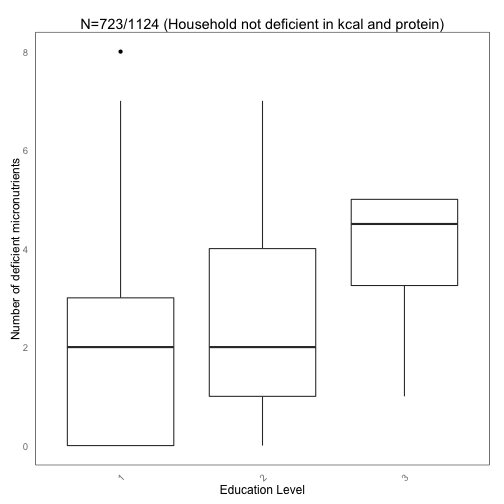 N=723/1124 (Household not deficient in kcal and protein)
Number of deficient micronutrients
8
6
4
2
0
1
2
3
Education Level